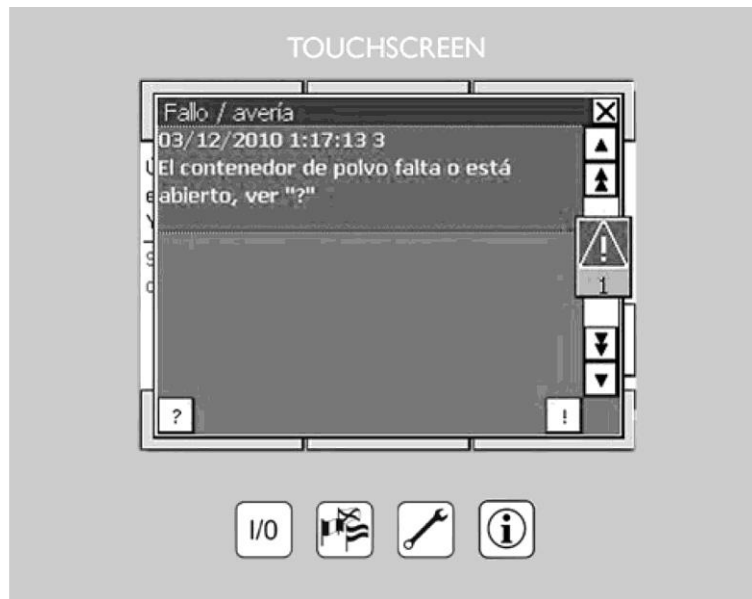 TOUCHSCREEN
Fallo / avería
03/12/2010 1:17:13 3
El contenedor de polvo falta o está
abierto, ver "?"
1
?
!
I/0